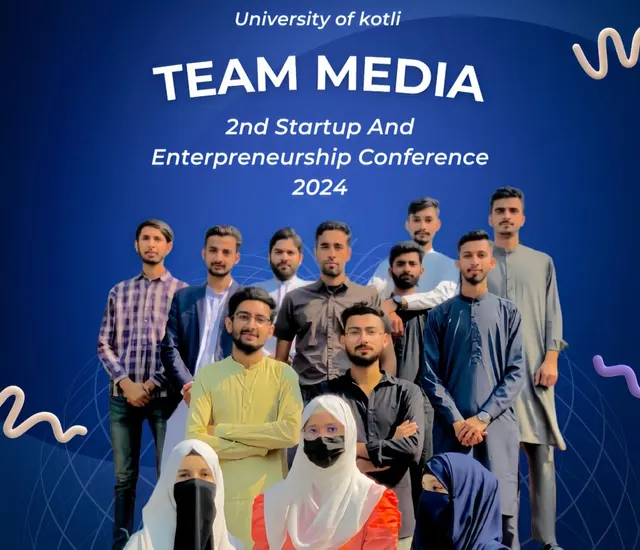 University of kotli
TEAM MEDIA
2nd Startup And
Enterpreneurship Conference
2024